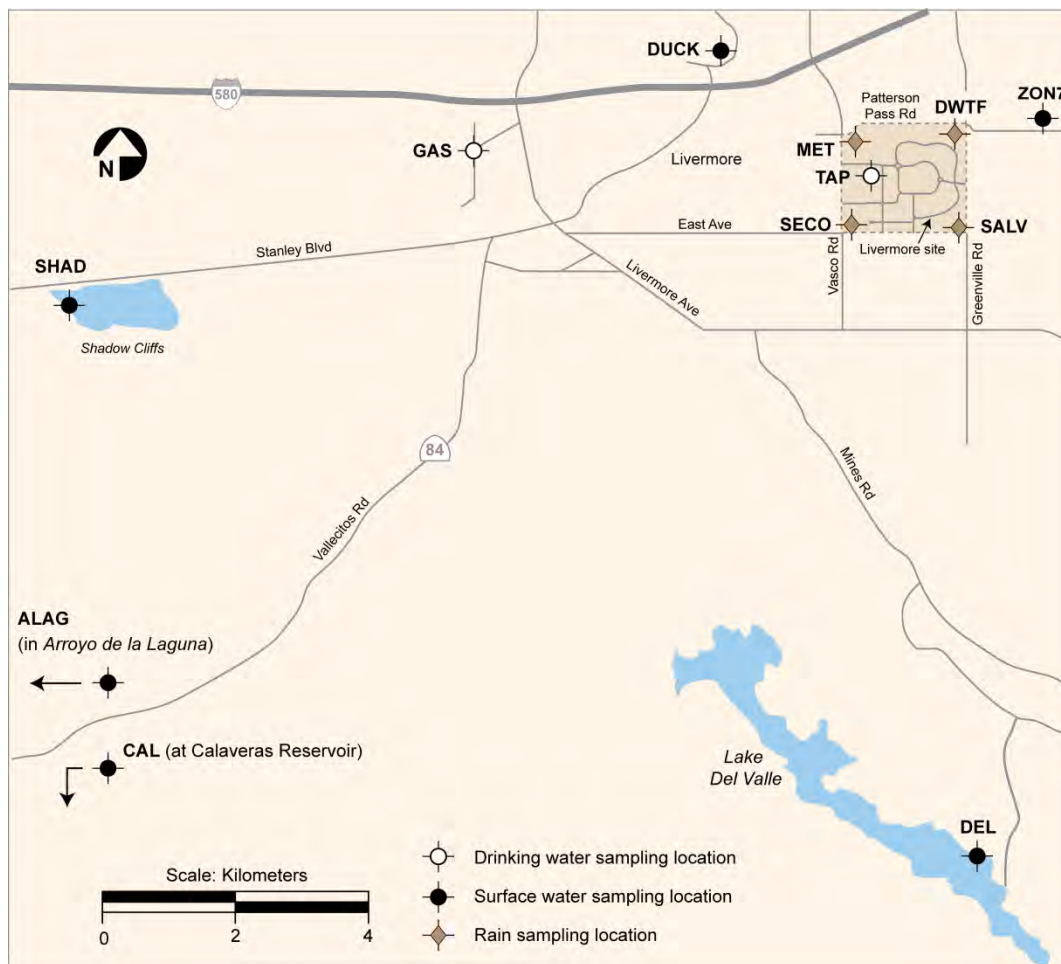 DUCK
580
Patterson
Pass Rd
DWTF
ZON7
N
GAS
MET
Livermore
TAP
SECO
East Ave
SALV
Livermore site
Stanley Blvd
SHAD
Vasco Rd
Greenville Rd
Livermore Ave
Shadow Cliffs
84
Mines Rd
Vallecitos Rd
ALAG
(in Arroyo de la Laguna)
CAL (at Calaveras Reservoir)
Lake
Del Valle
DEL
Scale: Kilometers
0 2 4
Drinking water sampling location
Surface water sampling location
Rain sampling location